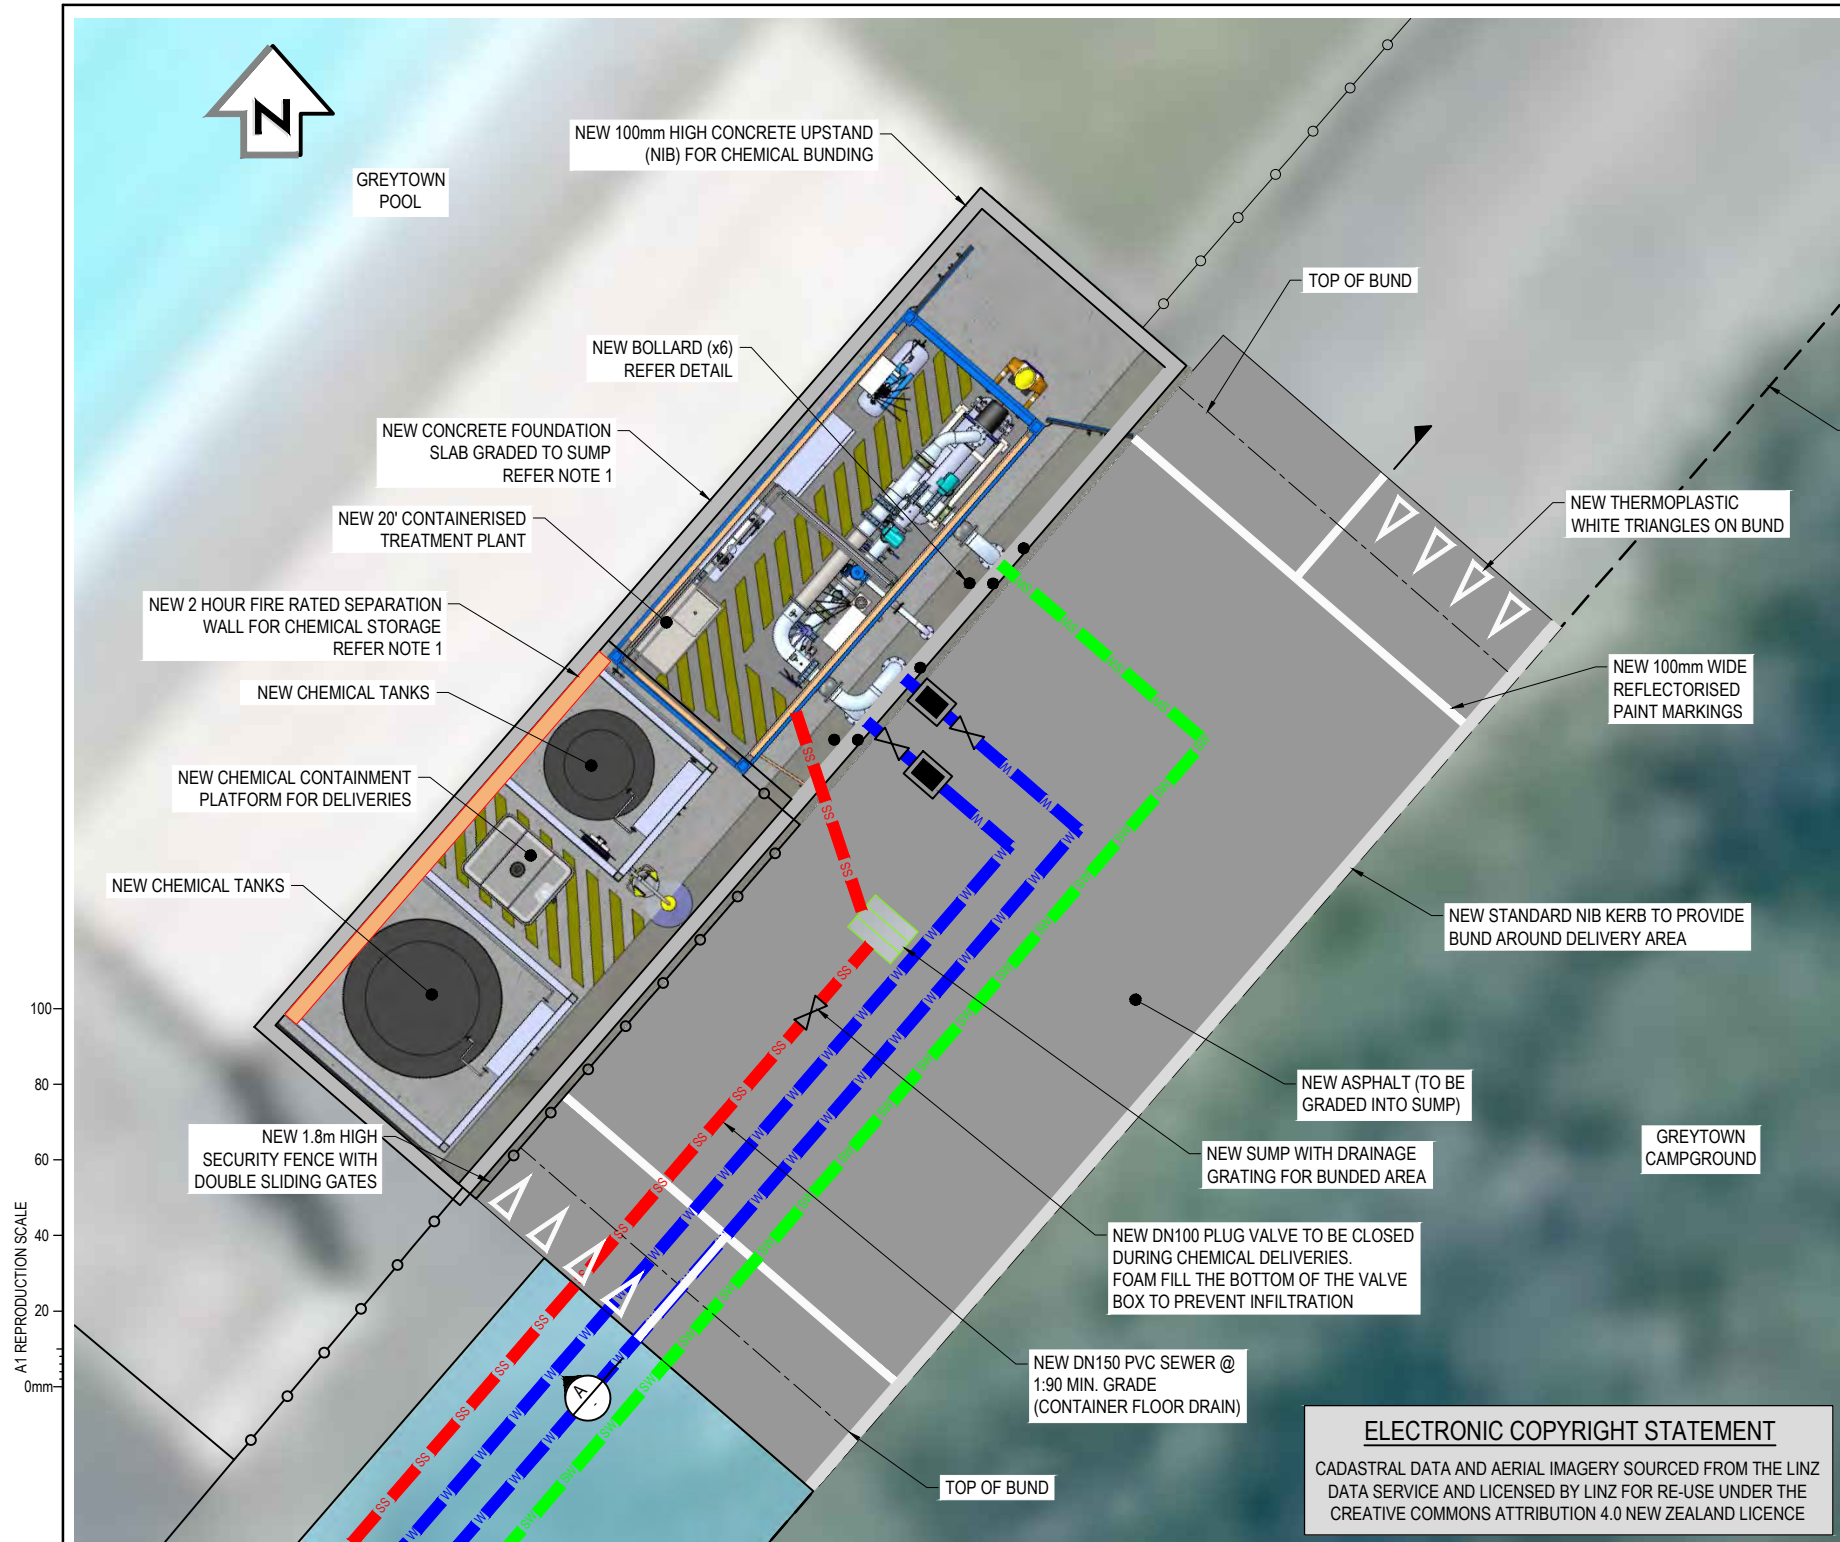 N
GREYTOWN
POOL
NEW 100mm HIGH CONCRETE UPSTAND
(NIB) FOR CHEMICAL BUNDING
TOP OF BUND
NEW BOLLARD (x6)
REFER DETAIL
NEW CONCRETE FOUNDATION
SLAB GRADED TO SUMP
REFER NOTE 1
NEW 20' CONTAINERISED
TREATMENT PLANT
NEW THERMOPLASTIC
WHITE TRIANGLES ON BUND
NEW 2 HOUR FIRE RATED SEPARATION
WALL FOR CHEMICAL STORAGE
REFER NOTE 1
NEW CHEMICAL TANKS
NEW 100mm WIDE
REFLECTORISED
PAINT MARKINGS
NEW CHEMICAL CONTAINMENT
PLATFORM FOR DELIVERIES
NEW CHEMICAL TANKS
NEW STANDARD NIB KERB TO PROVIDE
BUND AROUND DELIVERY AREA
NEW ASPHALT (TO BE
GRADED INTO SUMP)
NEW 1.8m HIGH
SECURITY FENCE WITH
DOUBLE SLIDING GATES
NEW SUMP WITH DRAINAGE
GRATING FOR BUNDED AREA
GREYTOWN
CAMPGROUND
NEW DN100 PLUG VALVE TO BE CLOSED
DURING CHEMICAL DELIVERIES.
FOAM FILL THE BOTTOM OF THE VALVE
BOX TO PREVENT INFILTRATION
NEW DN150 PVC SEWER @
1:90 MIN. GRADE
(CONTAINER FLOOR DRAIN)
TOP OF BUND
A
-
SS
W
SW
100
80
60
40
20
0mm
A1 REPRODUCTION SCALE
ELECTRONIC COPYRIGHT STATEMENT
CADASTRAL DATA AND AERIAL IMAGERY SOURCED FROM THE LINZ
DATA SERVICE AND LICENSED BY LINZ FOR RE-USE UNDER THE
CREATIVE COMMONS ATTRIBUTION 4.0 NEW ZEALAND LICENCE